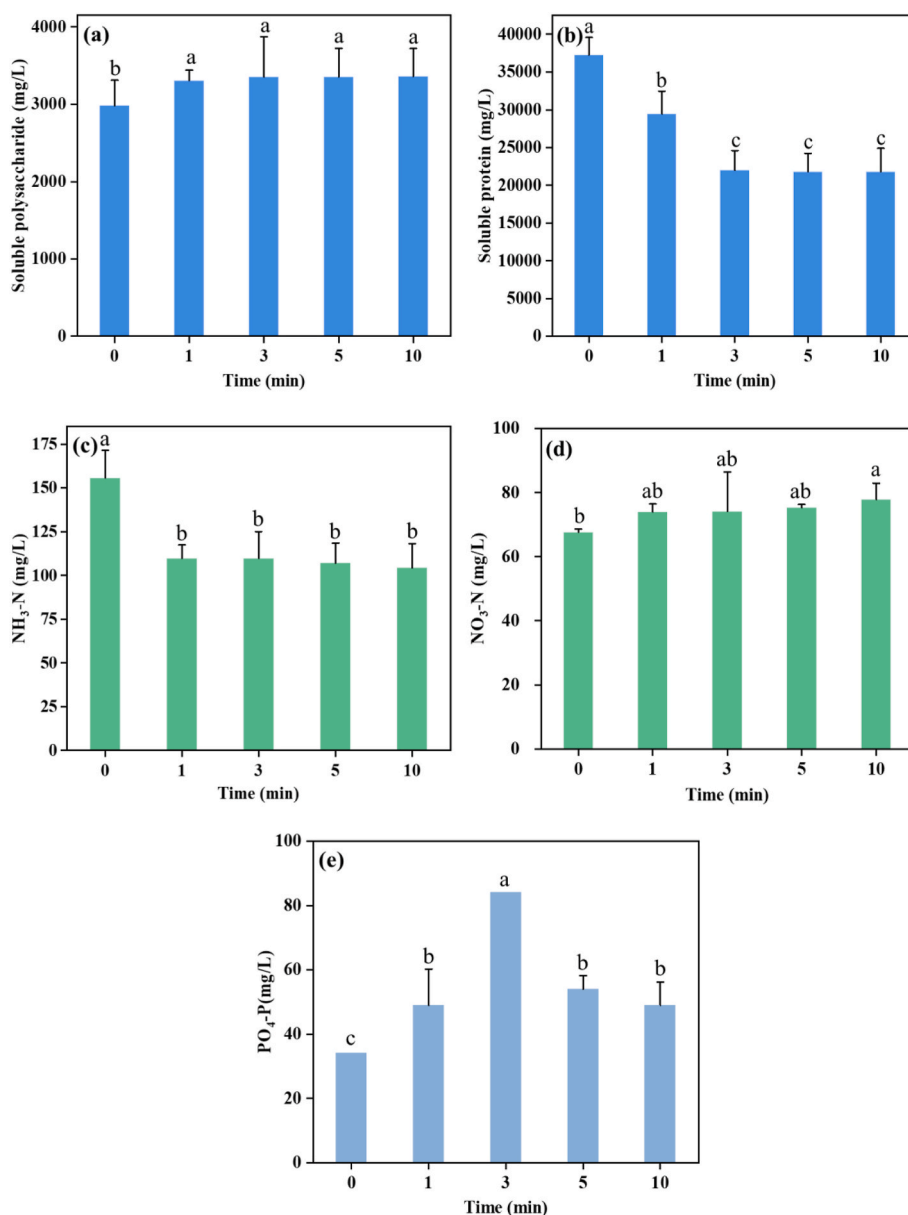 (a)
Soluble polysaccharide (mg/L)
4000
3000
2000
1000
0
b a a a a
0 1 3 5 10
Time (min)
(b)
Soluble protein (mg/L)
40000
35000
30000
25000
20000
15000
10000
5000
0
a b c c c
0 1 3 5 10
Time (min)
(c)
NH₃-N (mg/L)
175
150
125
100
75
50
25
0
a b b b b
0 1 3 5 10
Time (min)
(d)
NO₃-N (mg/L)
100
80
60
40
20
0
b ab ab ab a
0 1 3 5 10
Time (min)
(e)
PO₄-P(mg/L)
100
80
60
40
20
0
c b a b b
0 1 3 5 10
Time (min)